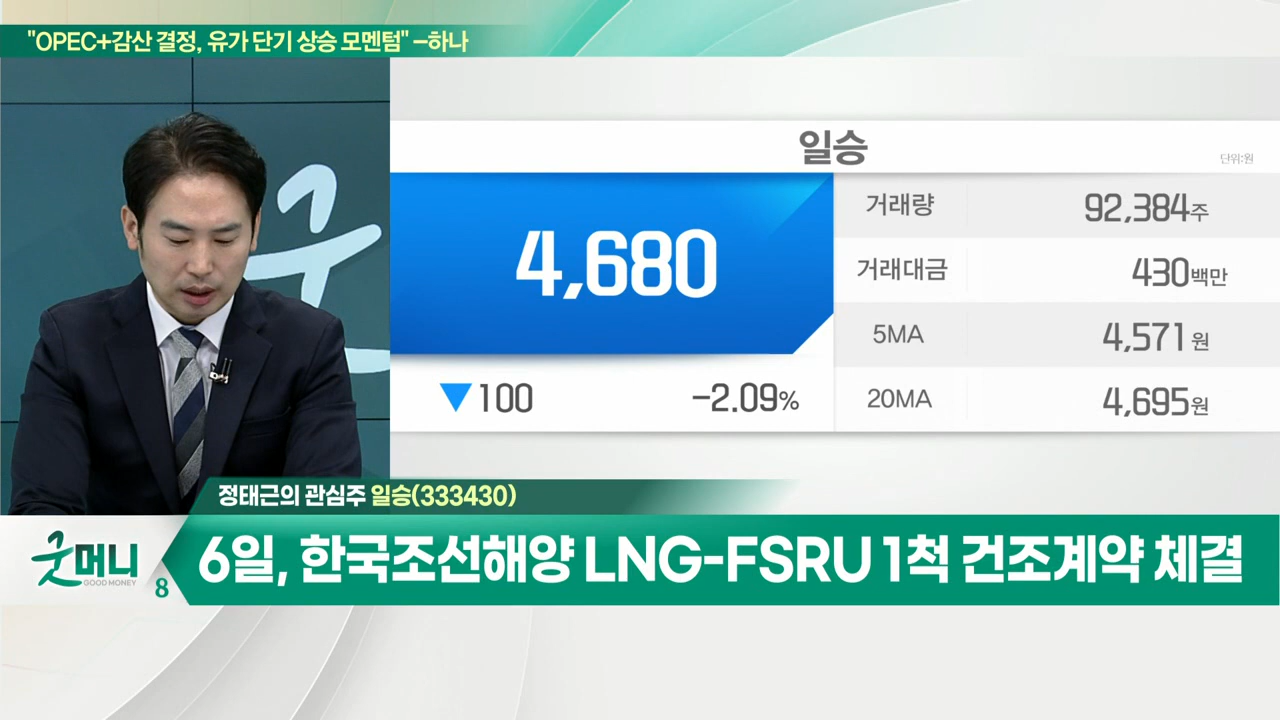 "OPEC+감산 결정, 유가 단기 상승 모멘텀" -하나
일승
단위:원
4,680
▼100 -2.09%
거래량 92,384주
거래대금 430백만
5MA 4,571원
20MA 4,695원
정태근의 관심주 일승(333430)
굿머니
GOOD MONEY
8
6일, 한국조선해양 LNG-FSRU 1척 건조계약 체결